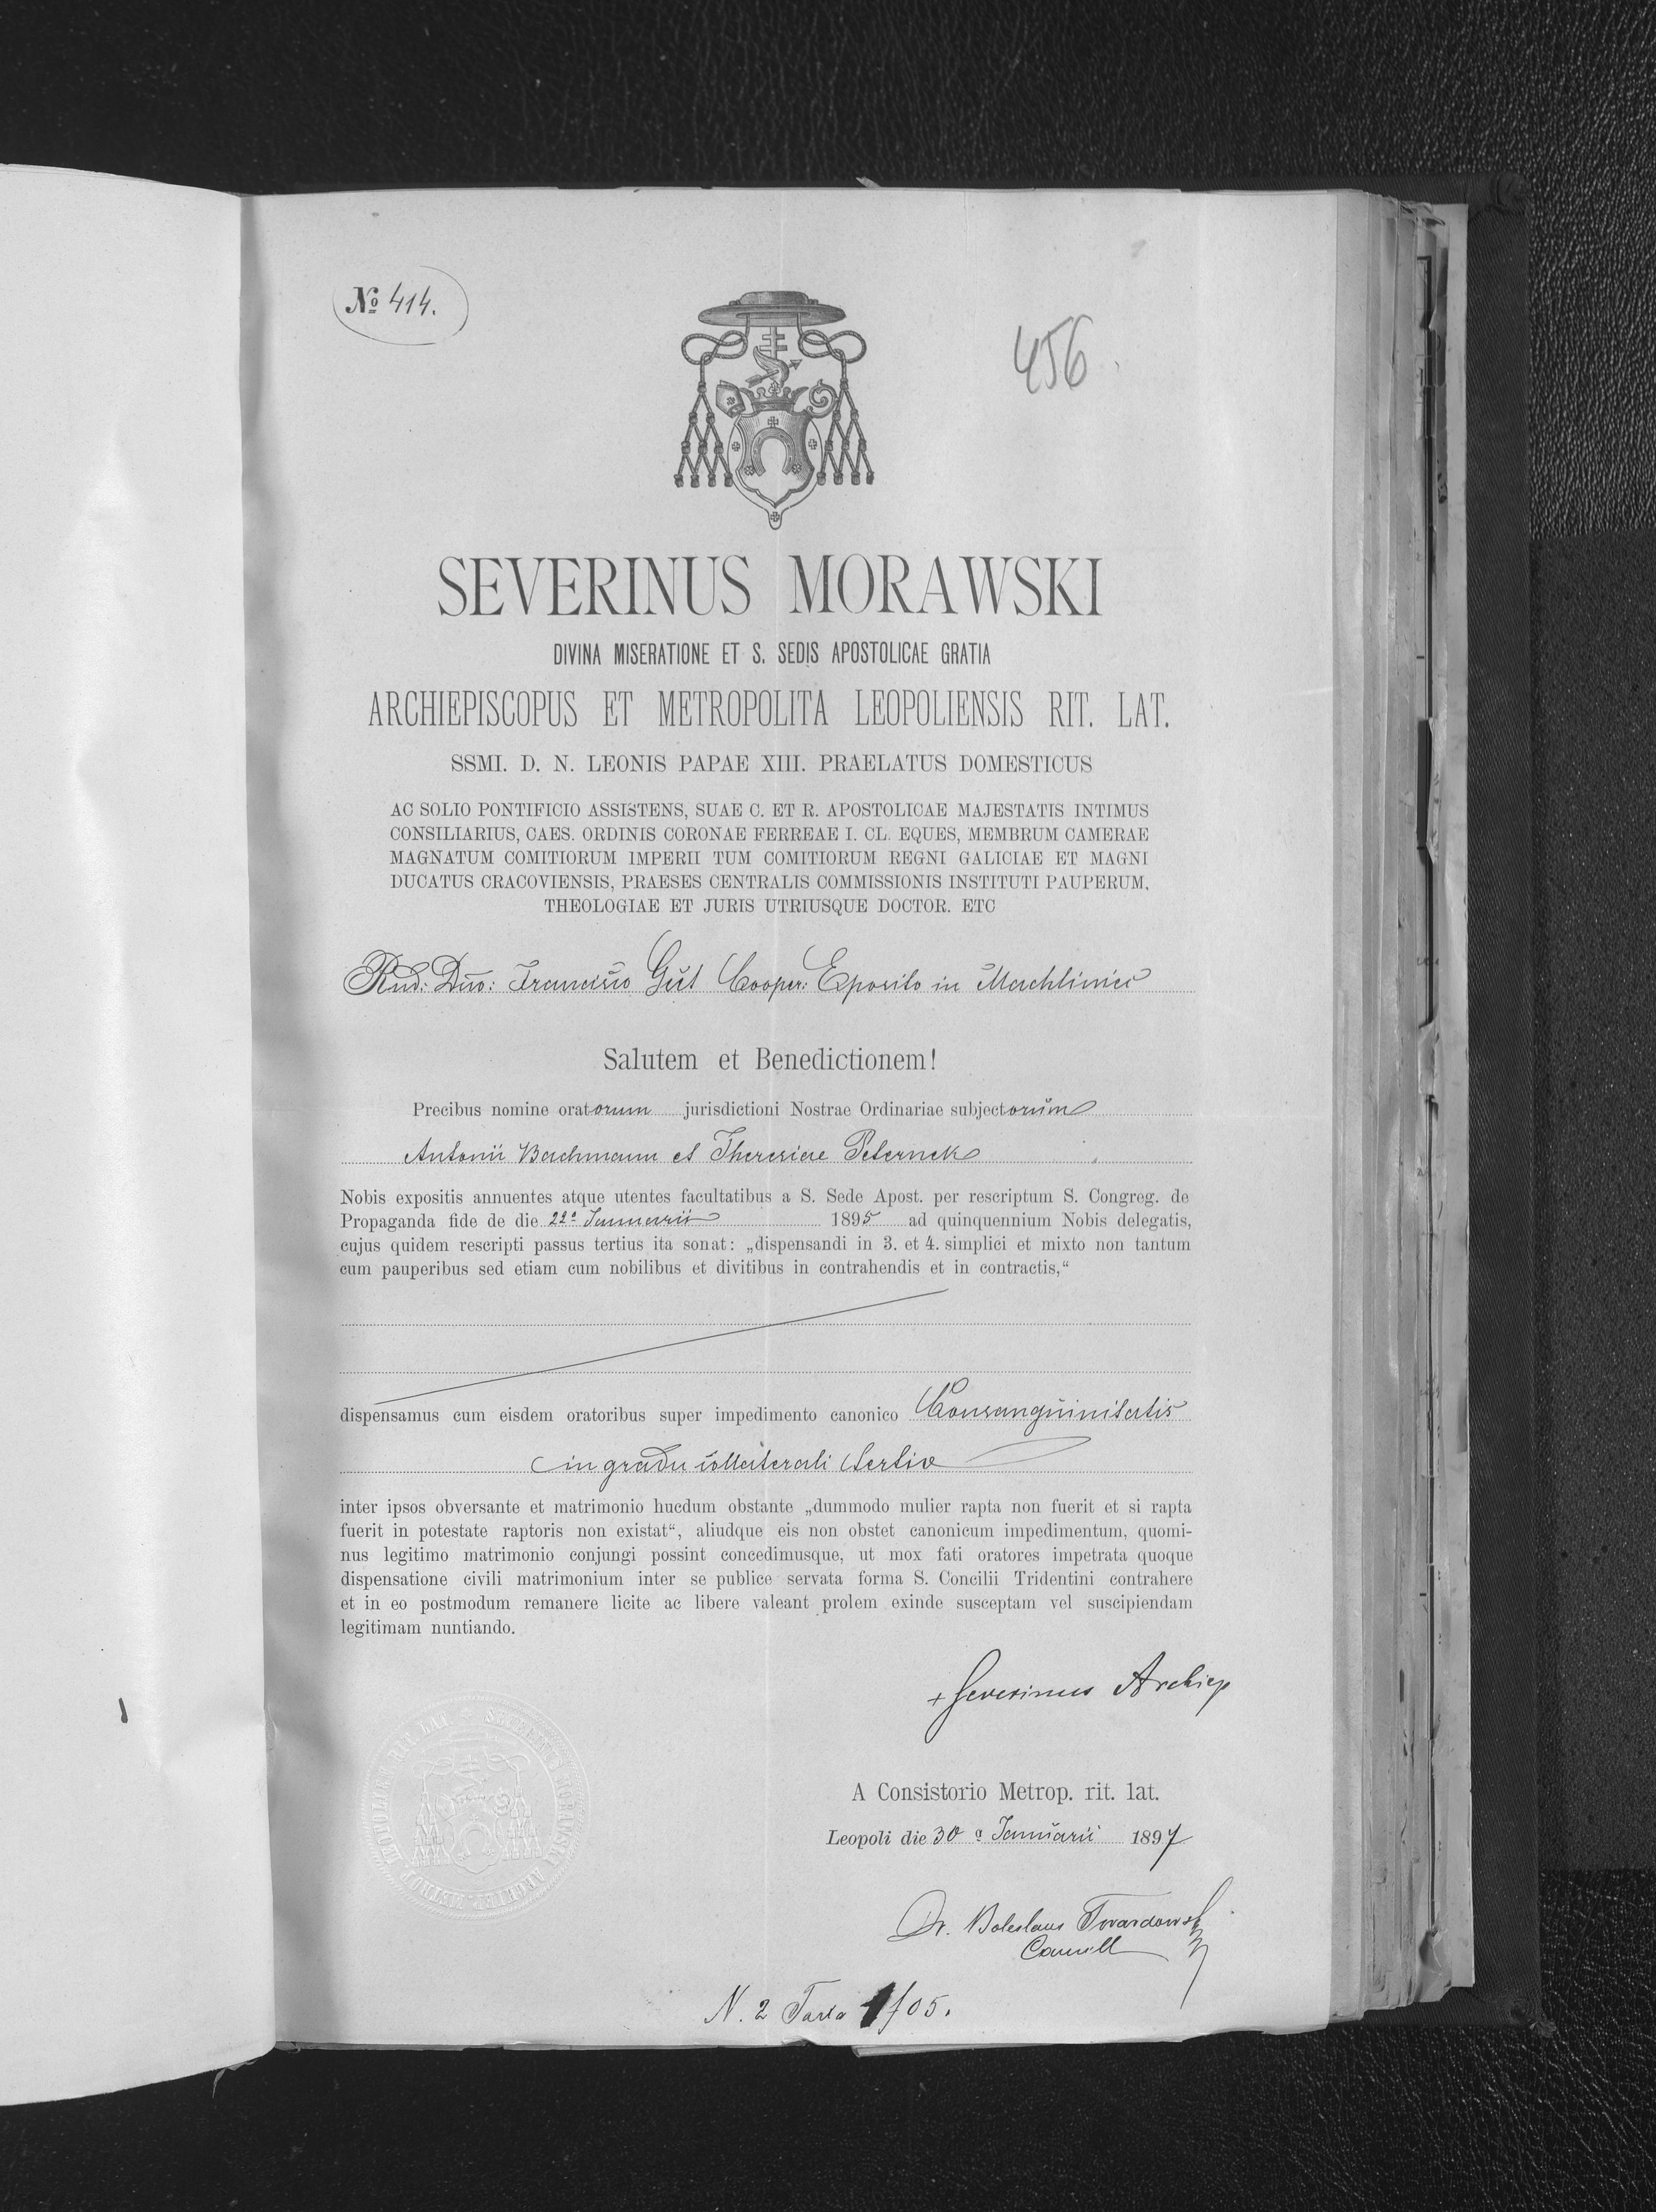 № 414.
456.
SEVERINUS MORAWSKI
DIVINA MISERATIONE ET S. SEDIS APOSTOLICAE GRATIA
ARCHIEPISCOPUS ET METROPOLITA LEOPOLIENSIS RIT. LAT.
SSMI. D. N. LEONIS PAPAE XIII. PRAELATUS DOMESTICUS
AC SOLIO PONTIFICIO ASSISTENS, SUAE C. ET R. APOSTOLICAE MAJESTATIS INTIMUS
CONSILIARIUS, CAES. ORDINIS CORONAE FERREAE I. CL. EQUES, MEMBRUM CAMERAE
MAGNATUM COMITIORUM IMPERII TUM COMITIORUM REGNI GALICIAE ET MAGNI
DUCATUS CRACOVIENSIS, PRAESES CENTRALIS COMMISSIONIS INSTITUTI PAUPERUM,
THEOLOGIAE ET JURIS UTRIUSQUE DOCTOR. ETC
Rnd: Dno: Francisco Gut Cooper: Exposito in Machliniec
Salutem et Benedictionem!
Precibus nomine oratorum jurisdictioni Nostrae Ordinariae subjectorum
Antonii Bachmann et Theresiae Peternek
Nobis expositis annuentes atque utentes facultatibus a S. Sede Apost. per rescriptum S. Congreg. de
Propaganda fide de die 22a Januarii 1895 ad quinquennium Nobis delegatis,
cujus quidem rescripti passus tertius ita sonat: „dispensandi in 3. et 4. simplici et mixto non tantum
cum pauperibus sed etiam cum nobilibus et divitibus in contrahendis et in contractis,“
dispensamus cum eisdem oratoribus super impedimento canonico Consanguinitatis
in gradu collaterali tertio
inter ipsos obversante et matrimonio hucdum obstante „dummodo mulier rapta non fuerit et si rapta
fuerit in potestate raptoris non existat“, aliudque eis non obstet canonicum impedimentum, quomi-
nus legitimo matrimonio conjungi possint concedimusque, ut mox fati oratores impetrata quoque
dispensatione civili matrimonium inter se publice servata forma S. Concilii Tridentini contrahere
et in eo postmodum remanere licite ac libere valeant prolem exinde susceptam vel suscipiendam
legitimam nuntiando.
+ Severinus Archiep
A Consistorio Metrop. rit. lat.
Leopoli die 30 a Januarii 1897
Dr. Boleslaus Twardowski
Cancill
N. 2 Taxa 1 f 05.